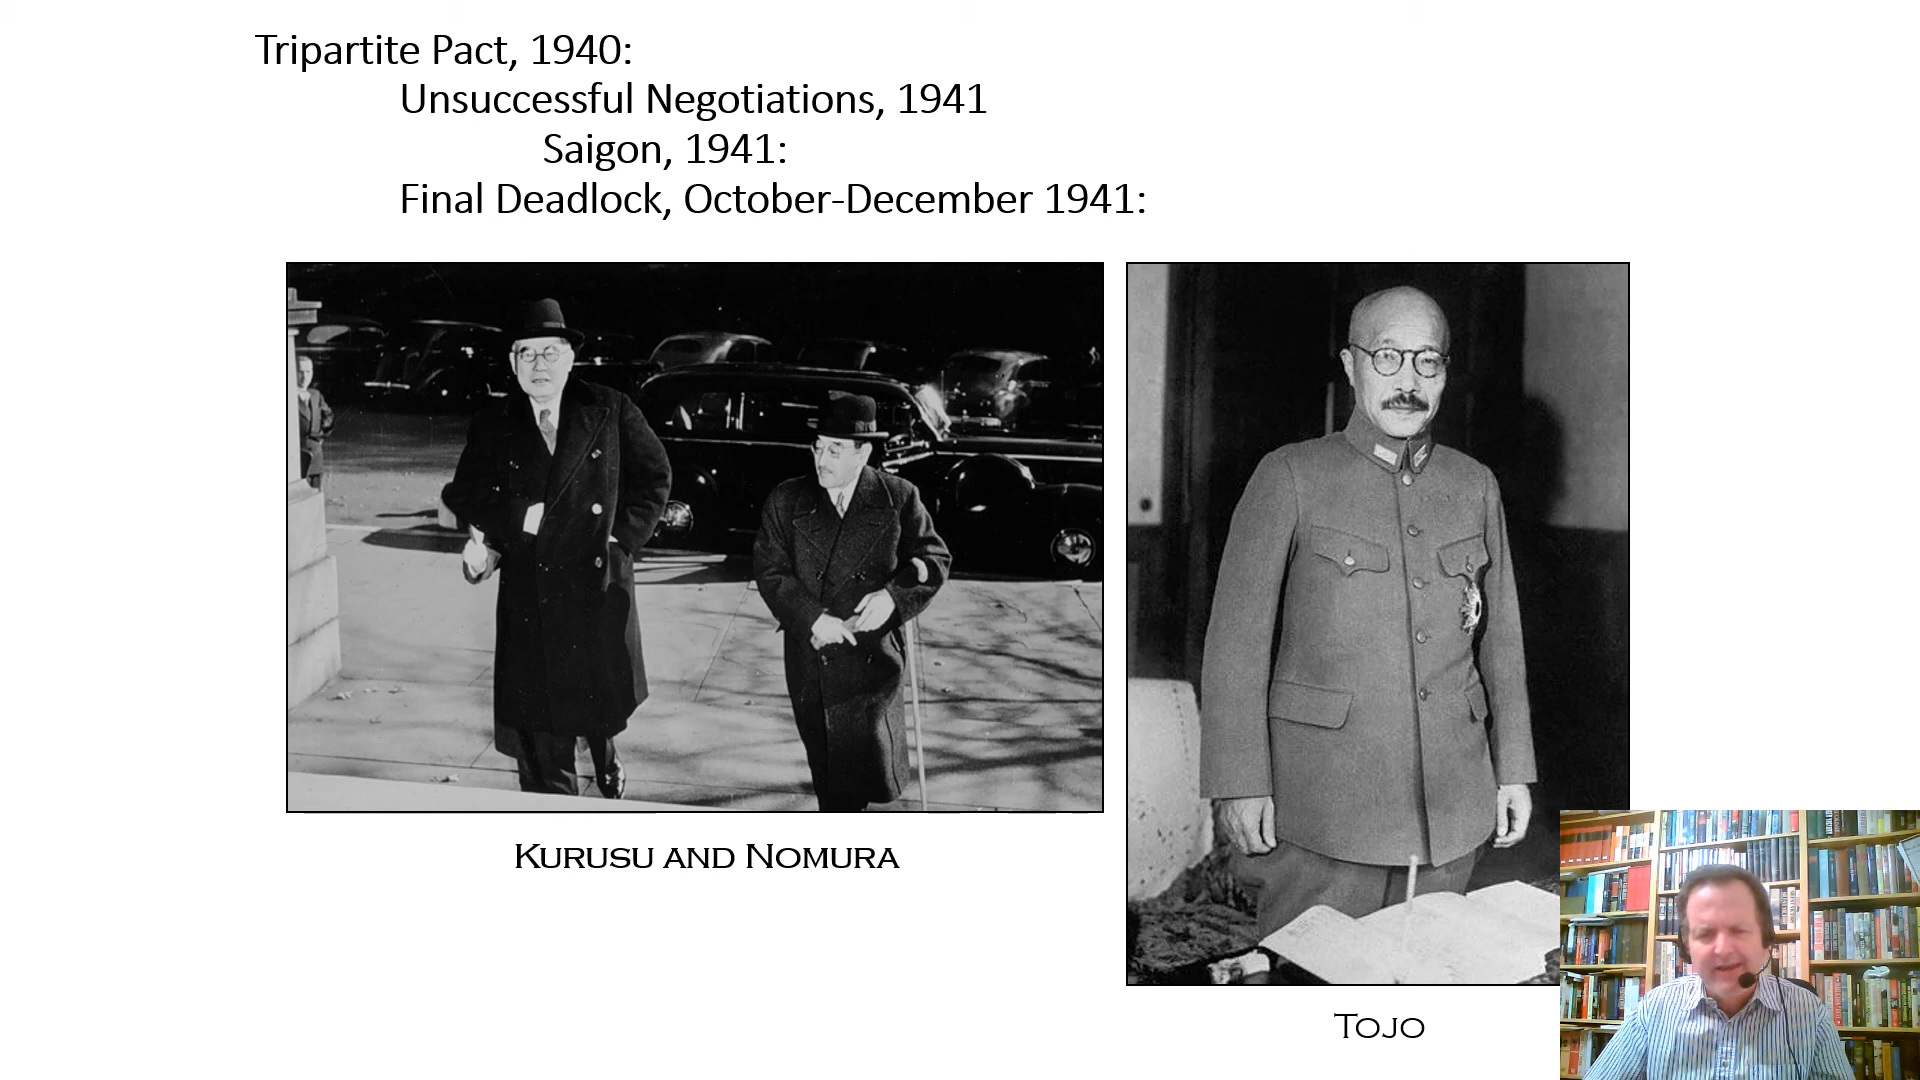 Tripartite Pact, 1940:
Unsuccessful Negotiations, 1941
Saigon, 1941:
Final Deadlock, October-December 1941:
Kurusu and Nomura
Tojo